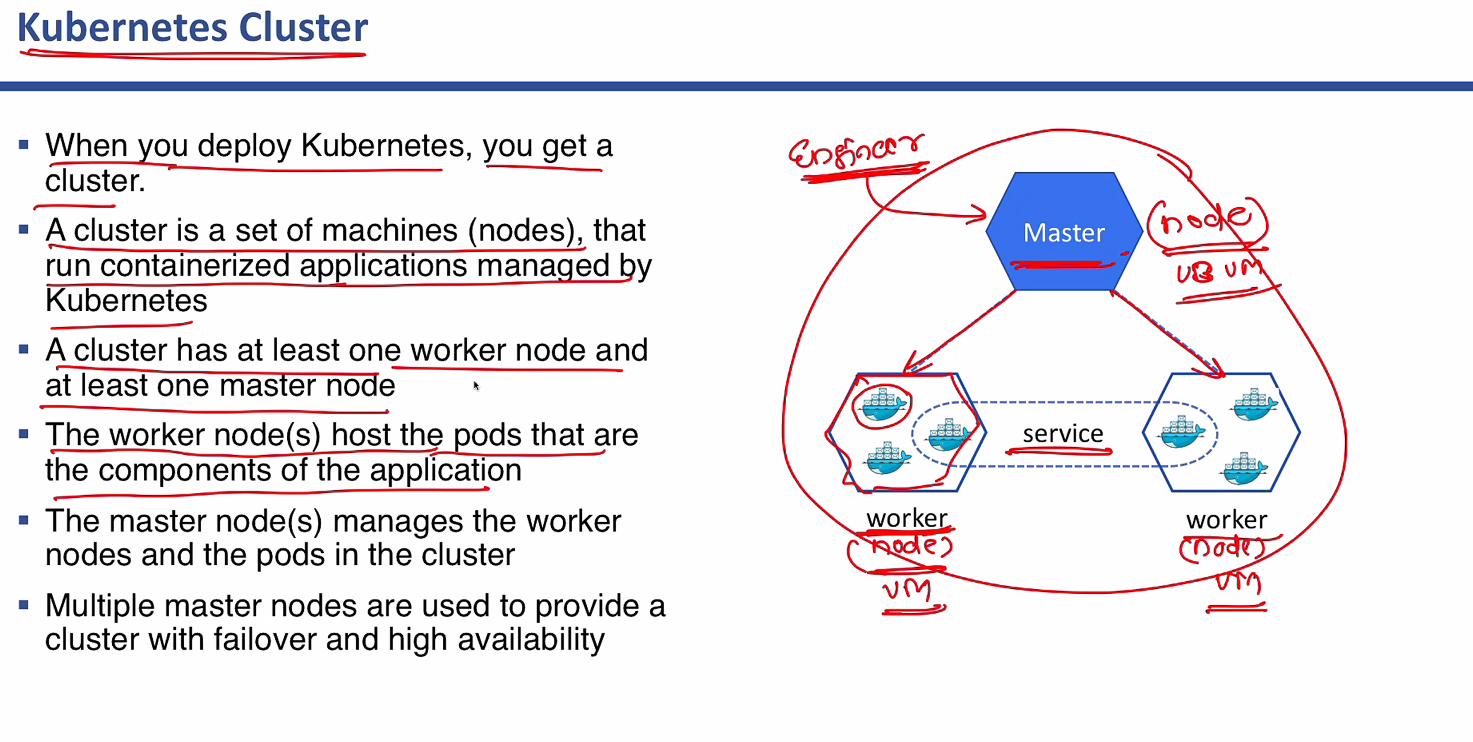 Kubernetes Cluster
When you deploy Kubernetes, you get a
cluster.
A cluster is a set of machines (nodes), that
run containerized applications managed by
Kubernetes
A cluster has at least one worker node and
at least one master node
The worker node(s) host the pods that are
the components of the application
The master node(s) manages the worker
nodes and the pods in the cluster
Multiple master nodes are used to provide a
cluster with failover and high availability
Engineer
Master
(node)
VM
service
worker
(node)
VM
worker
(node)
VM